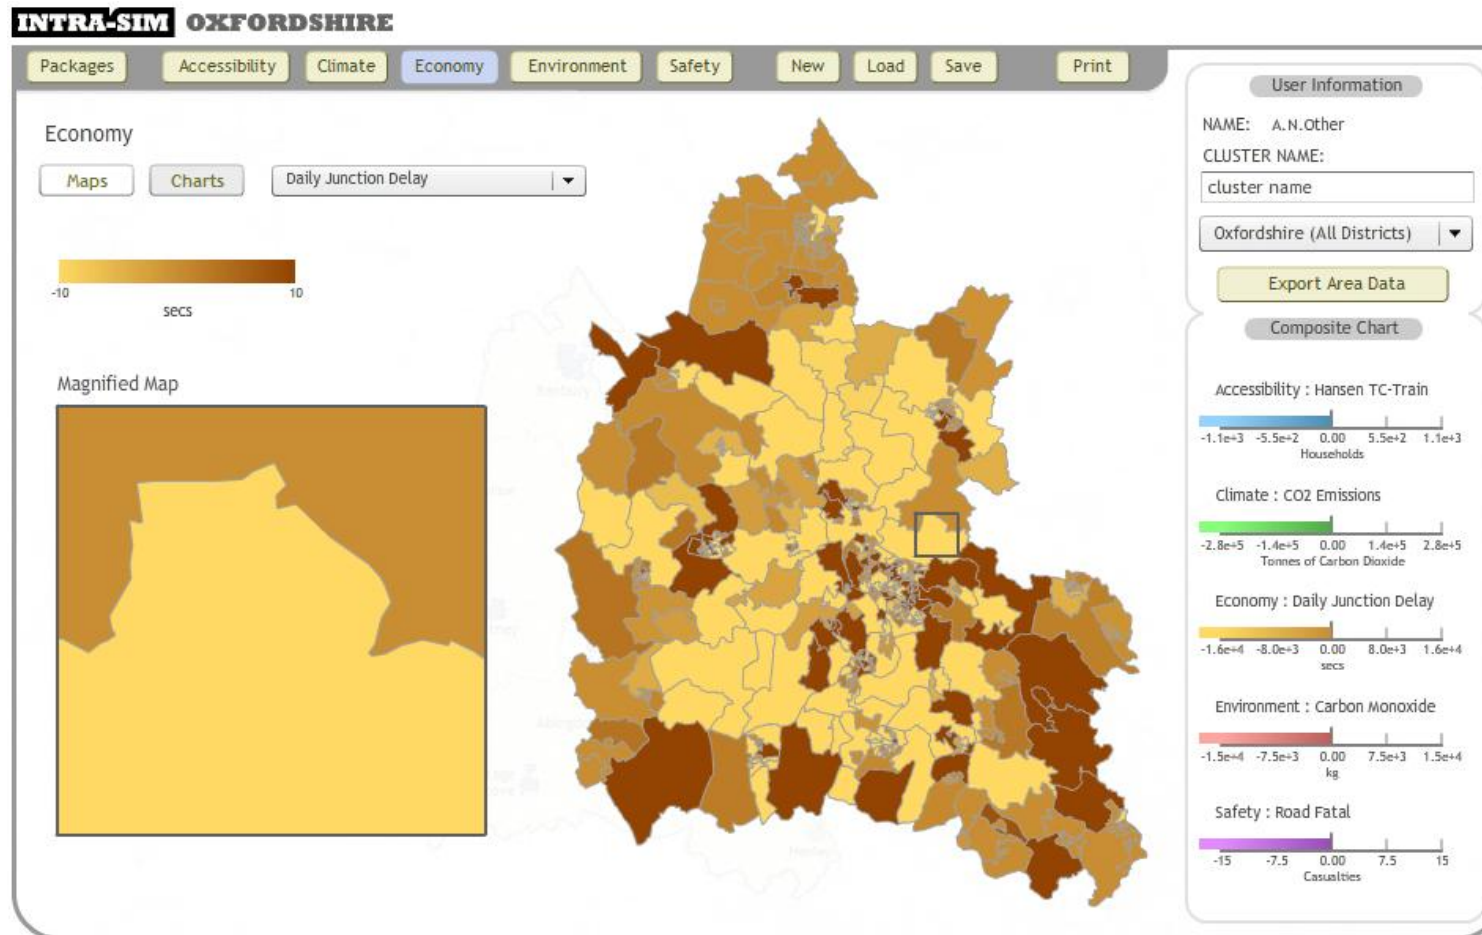 INTRA-SIM OXFORDSHIRE
Packages Accessibility Climate Economy Environment Safety New Load Save Print
Economy
Maps Charts Daily Junction Delay
-10 10
secs
Magnified Map
User Information
NAME: A.N.Other
CLUSTER NAME:
cluster name
Oxfordshire (All Districts)
Export Area Data
Composite Chart
Accessibility : Hansen TC-Train
-1.1e+3 -5.5e+2 0.00 5.5e+2 1.1e+3
Households
Climate : CO2 Emissions
-2.8e+5 -1.4e+5 0.00 1.4e+5 2.8e+5
Tonnes of Carbon Dioxide
Economy : Daily Junction Delay
-1.6e+4 -8.0e+3 0.00 8.0e+3 1.6e+4
secs
Environment : Carbon Monoxide
-1.5e+4 -7.5e+3 0.00 7.5e+3 1.5e+4
kg
Safety : Road Fatal
-15 -7.5 0.00 7.5 15
Casualties